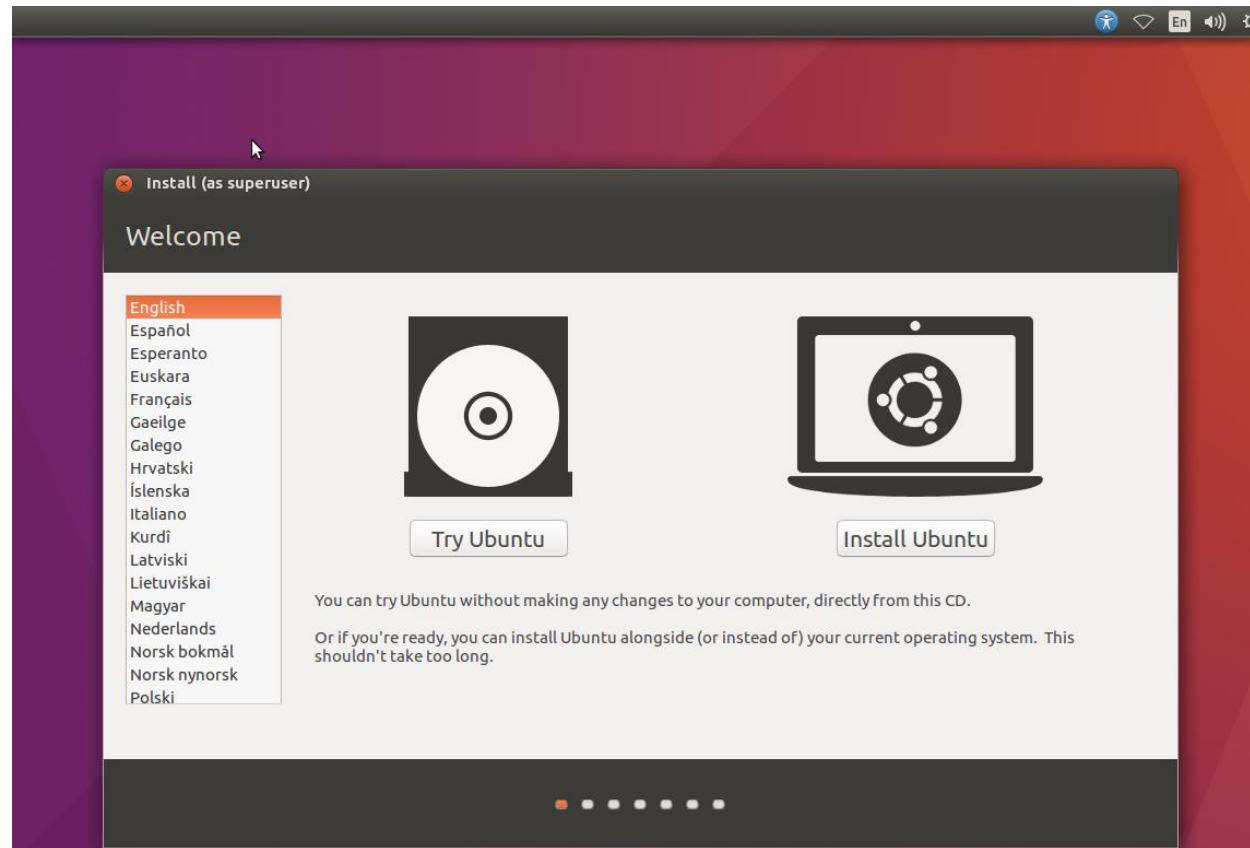 En
Install (as superuser)
Welcome
English
Español
Esperanto
Euskara
Français
Gaeilge
Galego
Hrvatski
Íslenska
Italiano
Kurdî
Latviski
Lietuviškai
Magyar
Nederlands
Norsk bokmål
Norsk nynorsk
Polski
Try Ubuntu
Install Ubuntu
You can try Ubuntu without making any changes to your computer, directly from this CD.
Or if you're ready, you can install Ubuntu alongside (or instead of) your current operating system.  This
shouldn't take too long.